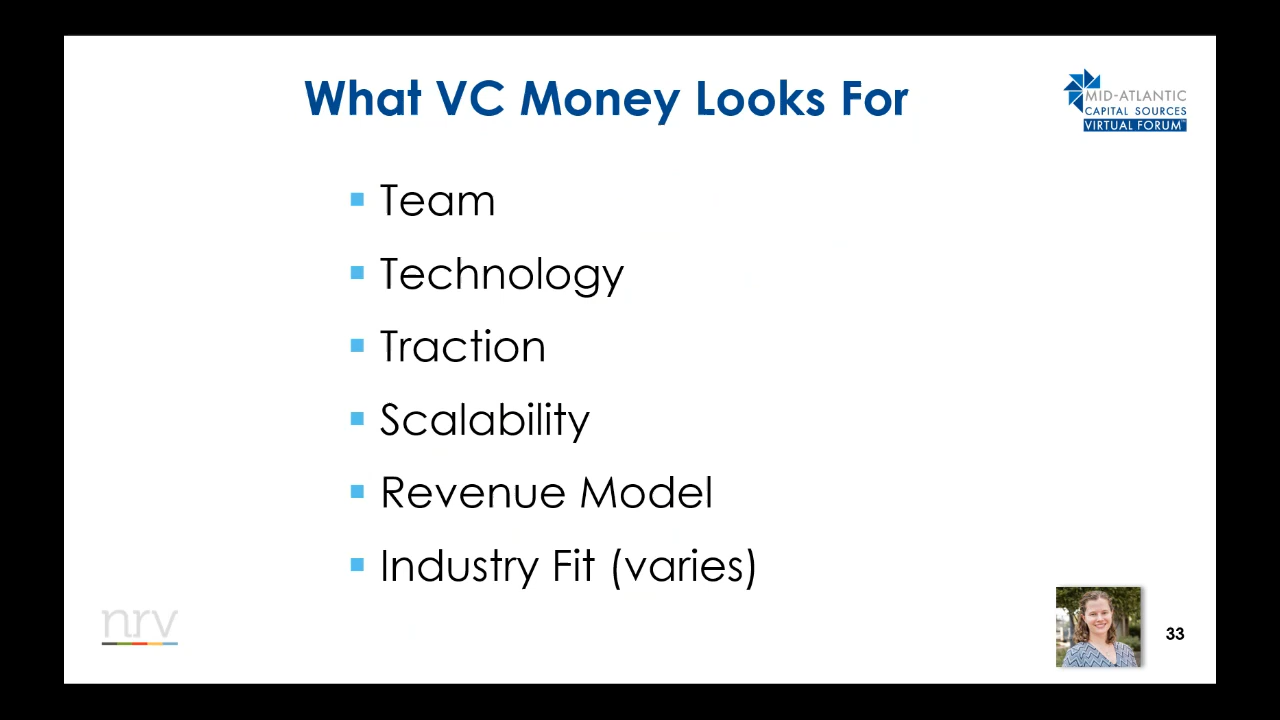 What VC Money Looks For
MID-ATLANTIC
CAPITAL SOURCES
VIRTUAL FORUM
Team
Technology
Traction
Scalability
Revenue Model
Industry Fit (varies)
nrv
33